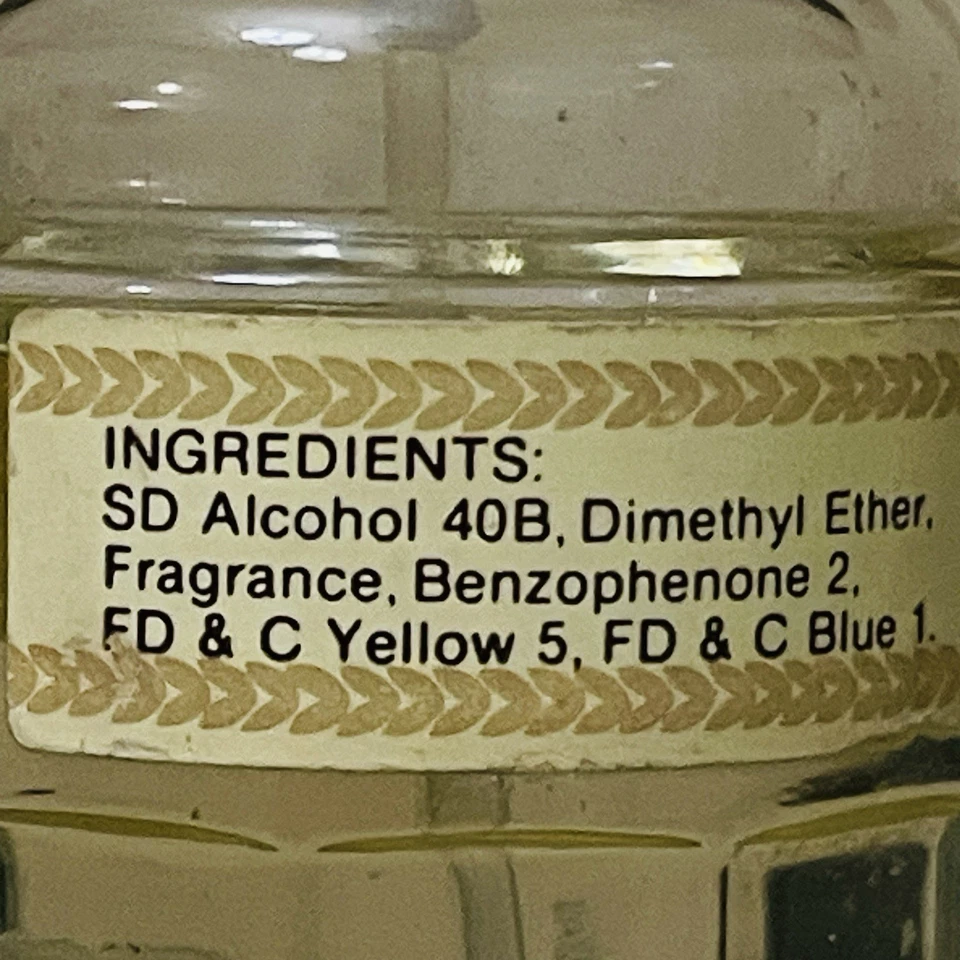 INGREDIENTS:
SD Alcohol 40B, Dimethyl Ether,
Fragrance, Benzophenone 2,
FD & C Yellow 5, FD & C Blue 1.